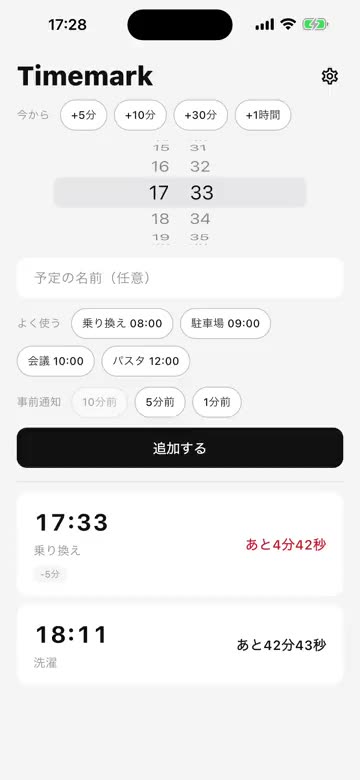 17:28
Timemark
今から +5分 +10分 +30分 +1時間
15 31
16 32
17 33
18 34
19 35
予定の名前（任意）
よく使う 乗り換え 08:00 駐車場 09:00
会議 10:00 パスタ 12:00
事前通知 10分前 5分前 1分前
追加する
17:33
乗り換え
あと4分42秒
-5分
18:11
洗濯
あと42分43秒